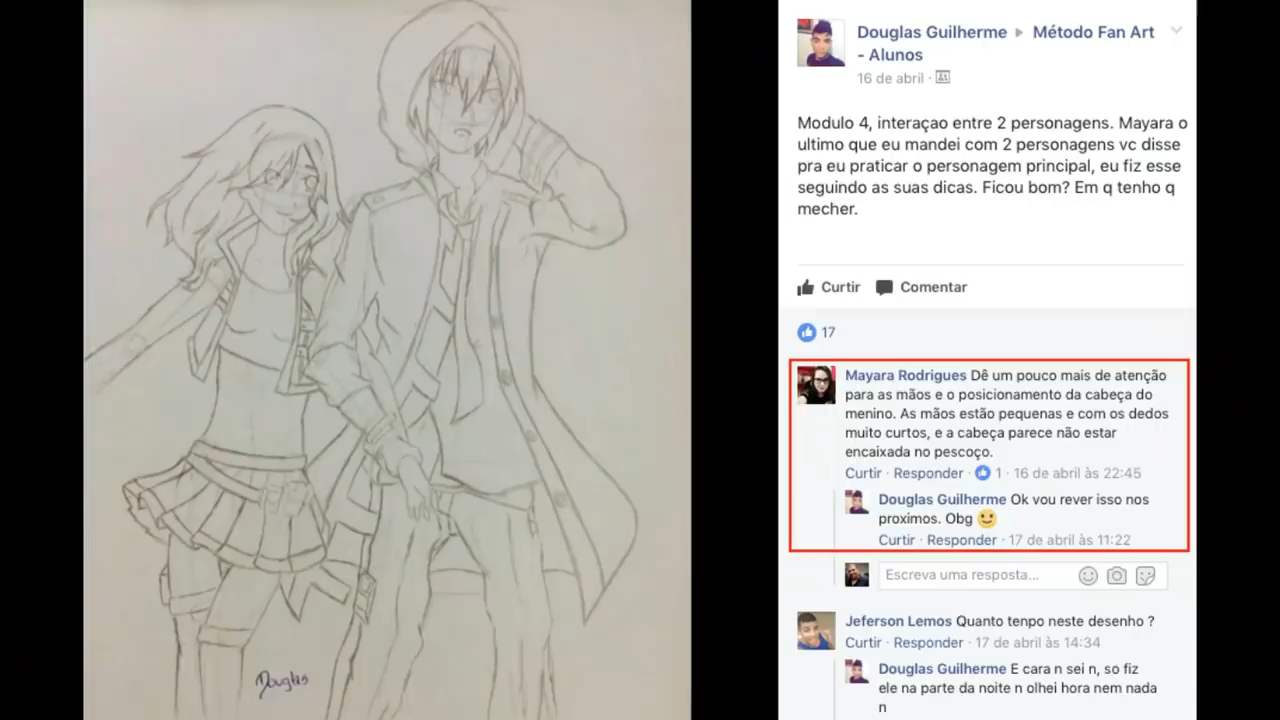 Douglas
Douglas Guilherme ▸ Método Fan Art
- Alunos
16 de abril ·
Modulo 4, interaçao entre 2 personagens. Mayara o
ultimo que eu mandei com 2 personagens vc disse
pra eu praticar o personagem principal, eu fiz esse
seguindo as suas dicas. Ficou bom? Em q tenho q
mecher.
Curtir Comentar
17
Mayara Rodrigues Dê um pouco mais de atenção
para as mãos e o posicionamento da cabeça do
menino. As mãos estão pequenas e com os dedos
muito curtos, e a cabeça parece não estar
encaixada no pescoço.
Curtir · Responder · 1 · 16 de abril às 22:45
Douglas Guilherme Ok vou rever isso nos
proximos. Obg 🙂
Curtir · Responder · 17 de abril às 11:22
Escreva uma resposta...
Jeferson Lemos Quanto tenpo neste desenho ?
Curtir · Responder · 17 de abril às 14:34
Douglas Guilherme E cara n sei n, so fiz
ele na parte da noite n olhei hora nem nada
n